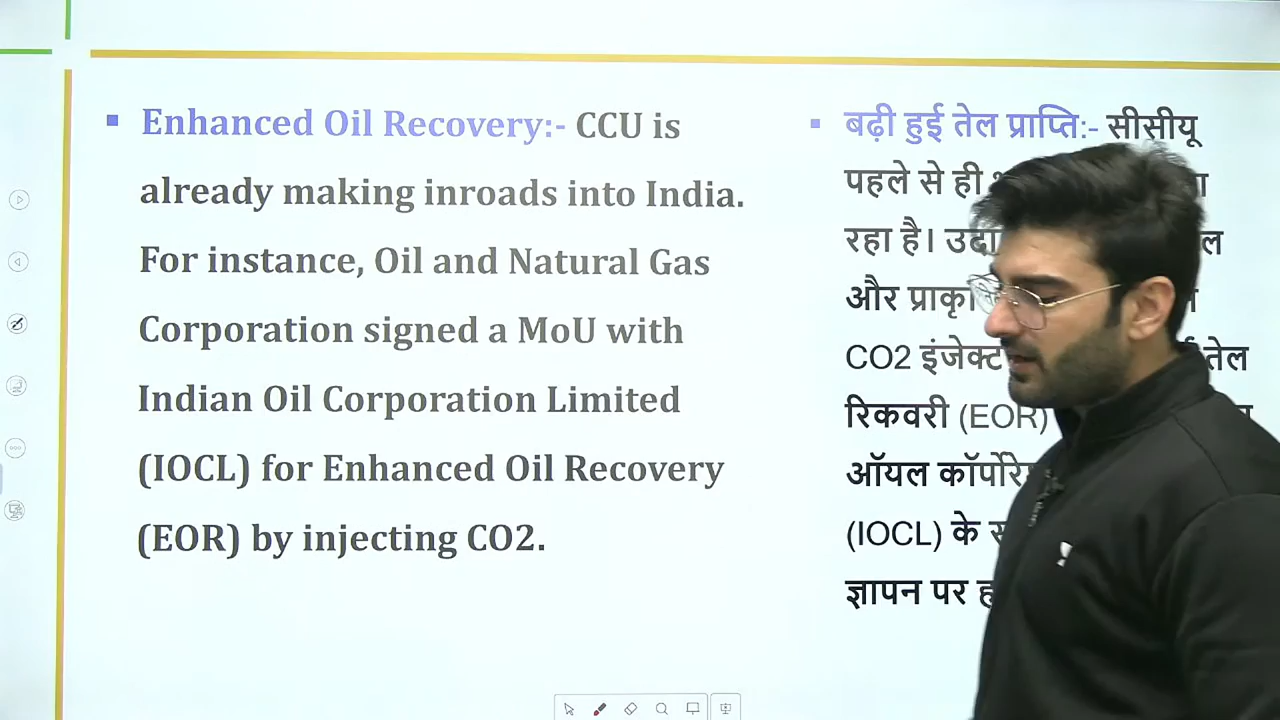 Enhanced Oil Recovery:- CCU is
already making inroads into India.
For instance, Oil and Natural Gas
Corporation signed a MoU with
Indian Oil Corporation Limited
(IOCL) for Enhanced Oil Recovery
(EOR) by injecting CO2.
बढ़ी हुई तेल प्राप्ति:- सीसीयू
पहले से ही
रहा है।
और
CO2 तेल
रिकवरी (EOR)
ऑयल
(IOCL) के
ज्ञापन पर